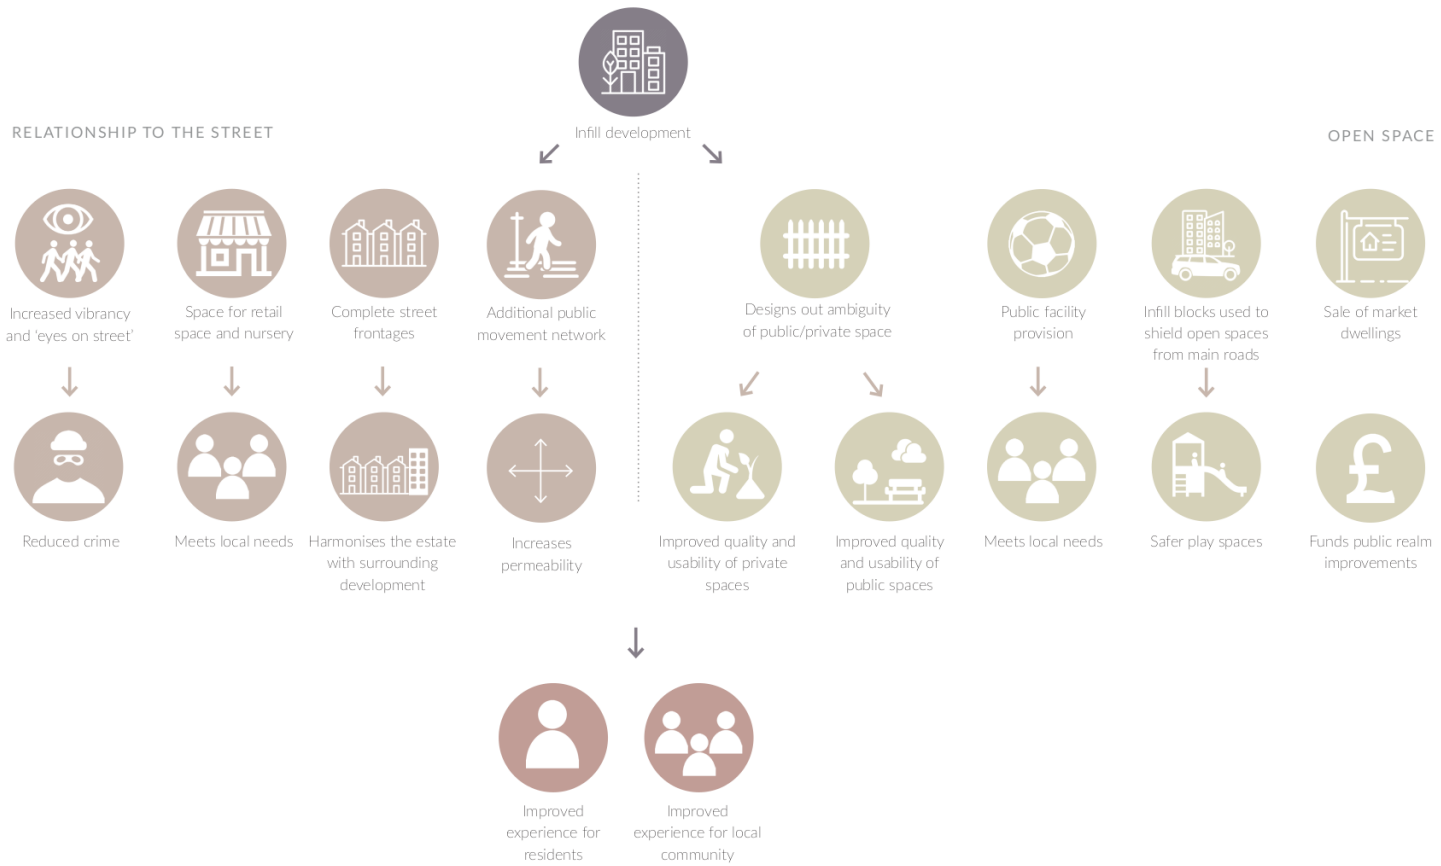 Infill development
RELATIONSHIP TO THE STREET
OPEN SPACE
Increased vibrancy
and ‘eyes on street’
Space for retail
space and nursery
Complete street
frontages
Additional public
movement network
Designs out ambiguity
of public/private space
Public facility
provision
Infill blocks used to
shield open spaces
from main roads
Sale of market
dwellings
Reduced crime
Meets local needs
Harmonises the estate
with surrounding
development
Increases
permeability
Improved quality and
usability of private
spaces
Improved quality
and usability of
public spaces
Meets local needs
Safer play spaces
£
Funds public realm
improvements
Improved
experience for
residents
Improved
experience for local
community